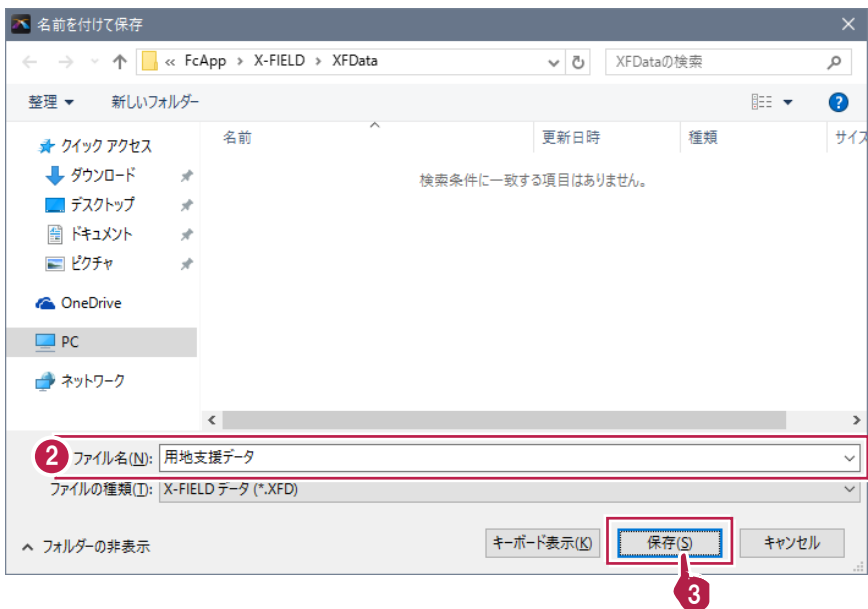 名前を付けて保存
« FcApp › X-FIELD › XFData
XFDataの検索
整理
新しいフォルダー
?
クイック アクセス
ダウンロード
デスクトップ
ドキュメント
ピクチャ
OneDrive
PC
ネットワーク
名前 更新日時 種類 サイズ
検索条件に一致する項目はありません。
2
ファイル名(N): 用地支援データ
ファイルの種類(T): X-FIELD データ (*.XFD)
フォルダーの非表示
キーボード表示(K) 保存(S) キャンセル
3